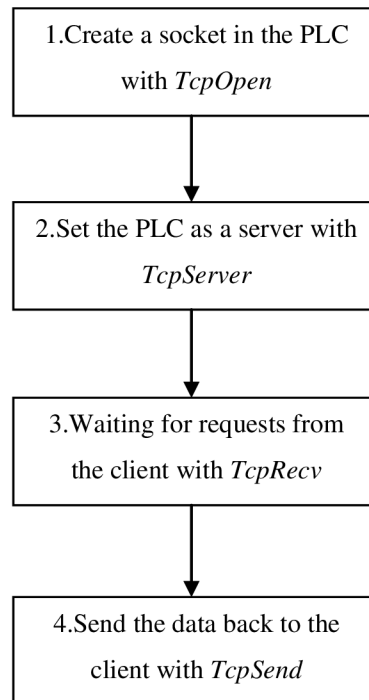 1.Create a socket in the PLC
with TcpOpen
2.Set the PLC as a server with
TcpServer
3.Waiting for requests from
the client with TcpRecv
4.Send the data back to the
client with TcpSend